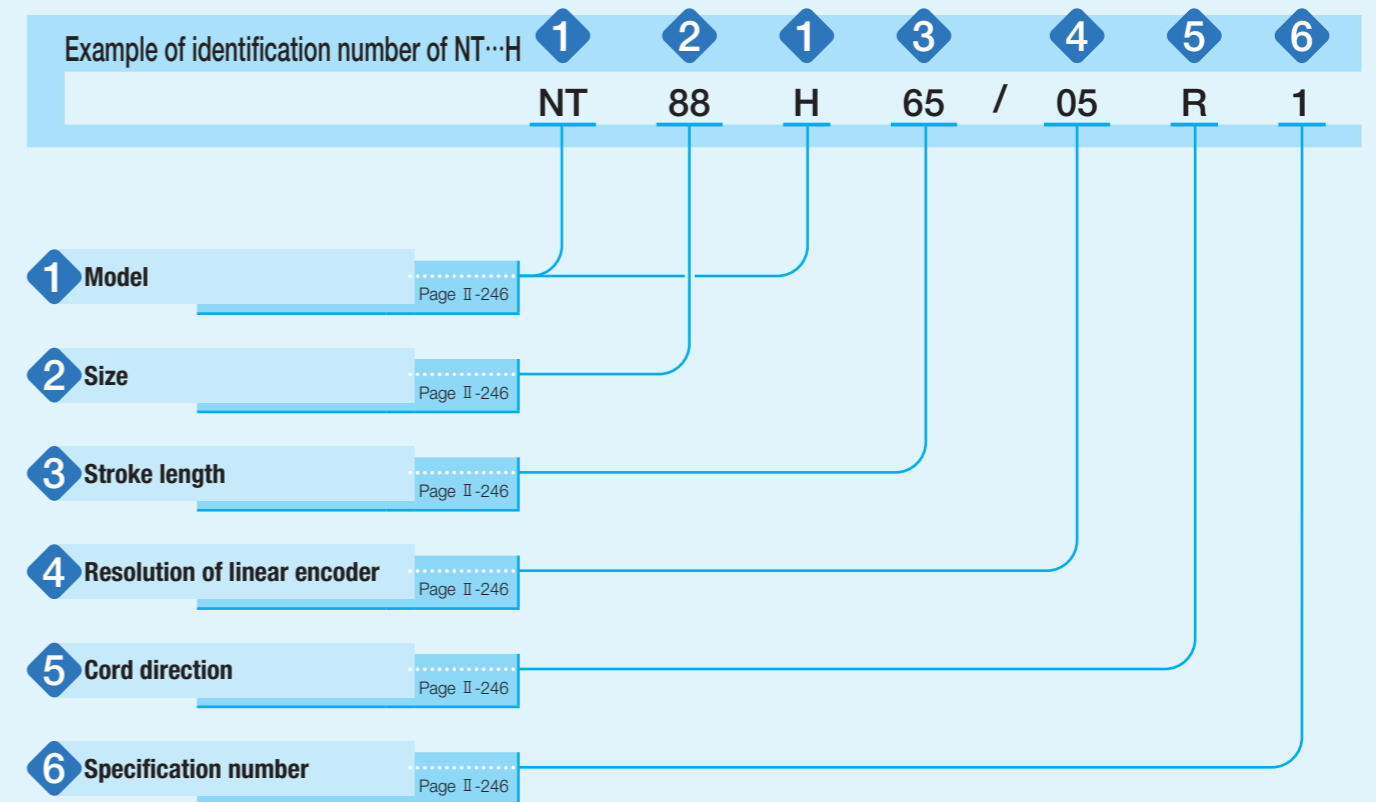 Example of identification number of NT…H 1 2 1 3 4 5 6
NT 88 H 65 / 05 R 1
1 Model
Page Ⅱ-246
2 Size
Page Ⅱ-246
3 Stroke length
Page Ⅱ-246
4 Resolution of linear encoder
Page Ⅱ-246
5 Cord direction
Page Ⅱ-246
6 Specification number
Page Ⅱ-246